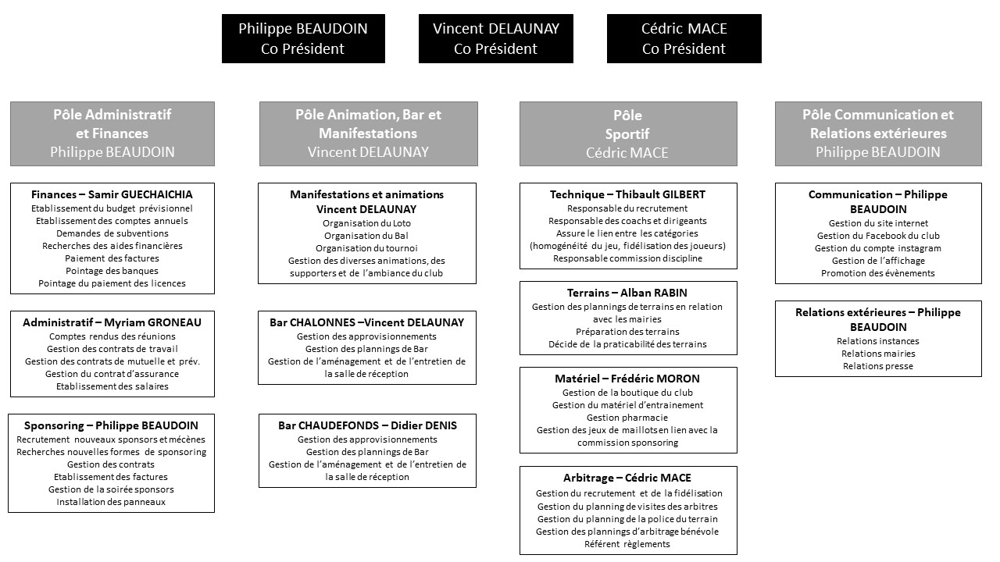 Philippe BEAUDOIN
Co Président
Vincent DELAUNAY
Co Président
Cédric MACE
Co Président
Pôle Administratif
et Finances
Philippe BEAUDOIN
Finances – Samir GUECHAICHIA
Etablissement du budget prévisionnel
Etablissement des comptes annuels
Demandes de subventions
Recherches des aides financières
Paiement des factures
Pointage des banques
Pointage du paiement des licences
Administratif – Myriam GRONEAU
Comptes rendus des réunions
Gestion des contrats de travail
Gestion des contrats de mutuelle et prév.
Gestion du contrat d’assurance
Etablissement des salaires
Sponsoring – Philippe BEAUDOIN
Recrutement nouveaux sponsors et mécènes
Recherches nouvelles formes de sponsoring
Gestion des contrats
Etablissement des factures
Gestion de la soirée sponsors
Installation des panneaux
Pôle Animation, Bar et
Manifestations
Vincent DELAUNAY
Manifestations et animations
Vincent DELAUNAY
Organisation du Loto
Organisation du Bal
Organisation du tournoi
Gestion des diverses animations, des
supporters et de l’ambiance du club
Bar CHALONNES –Vincent DELAUNAY
Gestion des approvisionnements
Gestion des plannings de Bar
Gestion de l’aménagement et de l’entretien de
la salle de réception
Bar CHAUDEFONDS – Didier DENIS
Gestion des approvisionnements
Gestion des plannings de Bar
Gestion de l’aménagement et de l’entretien de
la salle de réception
Pôle
Sportif
Cédric MACE
Technique – Thibault GILBERT
Responsable du recrutement
Responsable des coachs et dirigeants
Assure le lien entre les catégories
(homogénéité du jeu, fidélisation des joueurs)
Responsable commission discipline
Terrains – Alban RABIN
Gestion des plannings de terrains en relation
avec les mairies
Préparation des terrains
Décide de la praticabilité des terrains
Matériel – Frédéric MORON
Gestion de la boutique du club
Gestion du matériel d’entrainement
Gestion pharmacie
Gestion des jeux de maillots en lien avec la
commission sponsoring
Arbitrage – Cédric MACE
Gestion du recrutement et de la fidélisation
Gestion du planning de visites des arbitres
Gestion du planning de la police du terrain
Gestion des plannings d’arbitrage bénévole
Référent règlements
Pôle Communication et
Relations extérieures
Philippe BEAUDOIN
Communication – Philippe
BEAUDOIN
Gestion du site internet
Gestion du Facebook du club
Gestion du compte instagram
Gestion de l’affichage
Promotion des évènements
Relations extérieures – Philippe
BEAUDOIN
Relations instances
Relations mairies
Relations presse